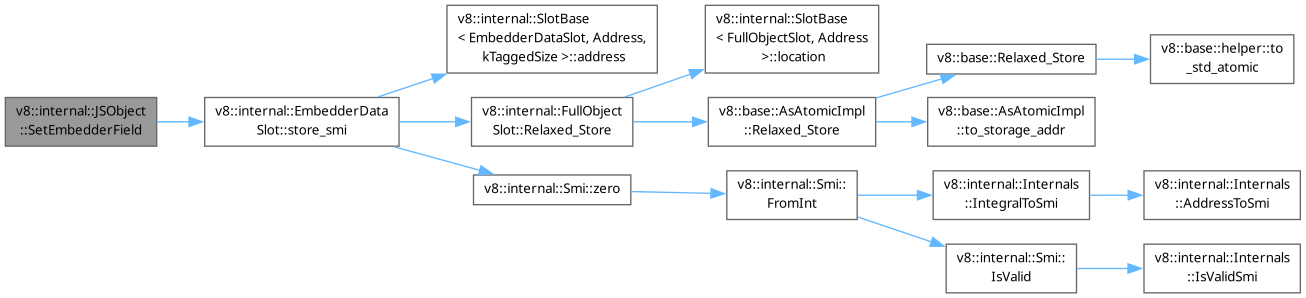 v8::internal::JSObject
::SetEmbedderField
v8::internal::EmbedderData
Slot::store_smi
v8::internal::SlotBase
< EmbedderDataSlot, Address,
kTaggedSize >::address
v8::internal::FullObject
Slot::Relaxed_Store
v8::internal::Smi::zero
v8::internal::SlotBase
< FullObjectSlot, Address
>::location
v8::base::AsAtomicImpl
::Relaxed_Store
v8::internal::Smi::
FromInt
v8::base::Relaxed_Store
v8::base::AsAtomicImpl
::to_storage_addr
v8::internal::Internals
::IntegralToSmi
v8::internal::Smi::
IsValid
v8::base::helper::to
_std_atomic
v8::internal::Internals
::AddressToSmi
v8::internal::Internals
::IsValidSmi